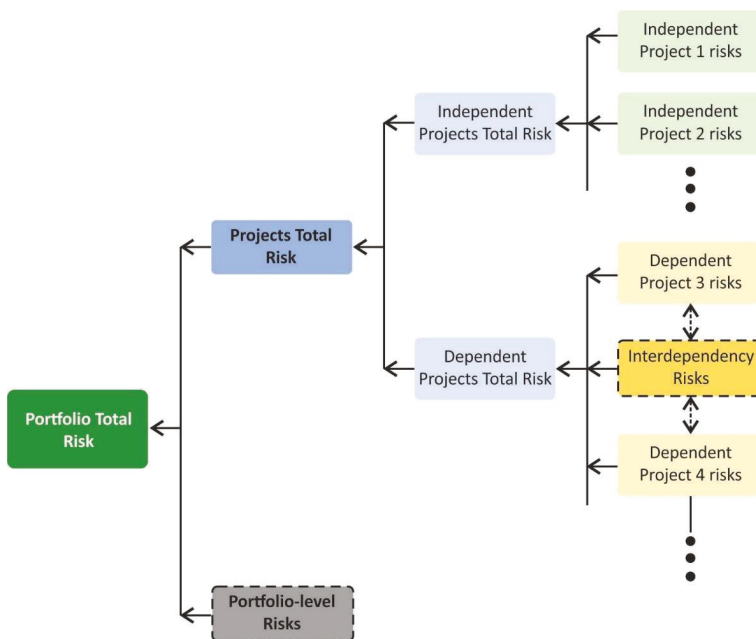 Independent
Project 1 risks
Independent
Projects Total Risk
Independent
Project 2 risks
Projects Total
Risk
Dependent
Project 3 risks
Dependent
Projects Total Risk
Interdependency
Risks
Portfolio Total
Risk
Dependent
Project 4 risks
Portfolio-level
Risks